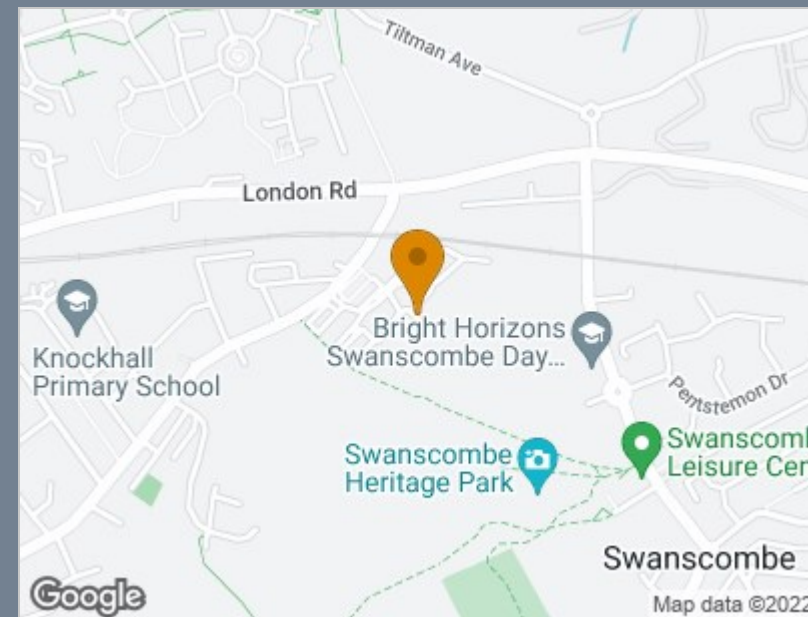 Tiltman Ave
London Rd
Bright Horizons
Swanscombe Day...
Knockhall
Primary School
Pentstemon Dr
Swanscomb
Leisure Cen
Swanscombe
Heritage Park
Swanscombe
Google
Map data ©2022